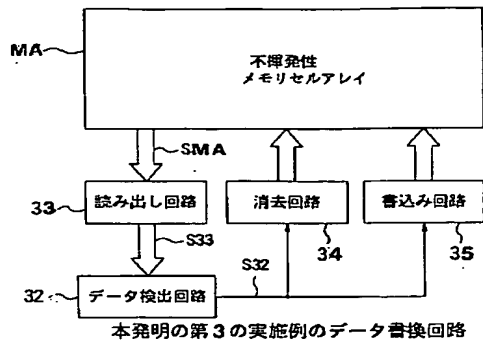 MA
不揮発性
メモリセルアレイ
SMA
33
読み出し回路
消去回路
書込み回路
34
35
S33
32
データ検出回路
S32
本発明の第3の実施例のデータ書換回路